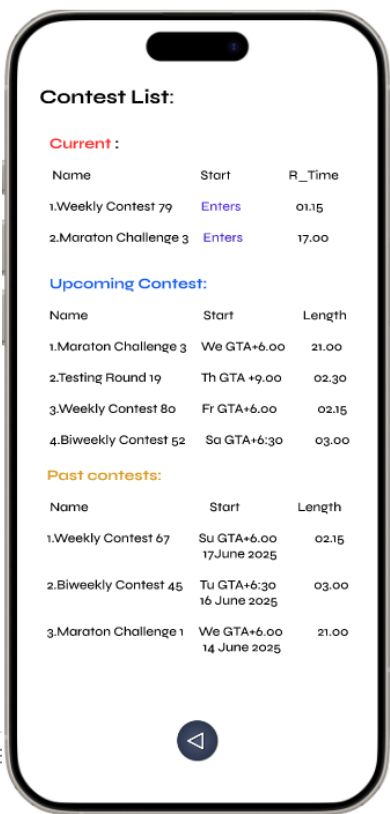 Contest List:
Current :
Name Start R_Time
1.Weekly Contest 79 Enters 01.15
2.Maraton Challenge 3 Enters 17.00
Upcoming Contest:
Name Start Length
1.Maraton Challenge 3 We GTA+6.00 21.00
2.Testing Round 19 Th GTA +9.00 02.30
3.Weekly Contest 80 Fr GTA+6.00 02.15
4.Biweekly Contest 52 Sa GTA+6:30 03.00
Past contests:
Name Start Length
1.Weekly Contest 67 Su GTA+6.00 02.15
17June 2025
2.Biweekly Contest 45 Tu GTA+6:30 03.00
16 June 2025
3.Maraton Challenge 1 We GTA+6.00 21.00
14 June 2025